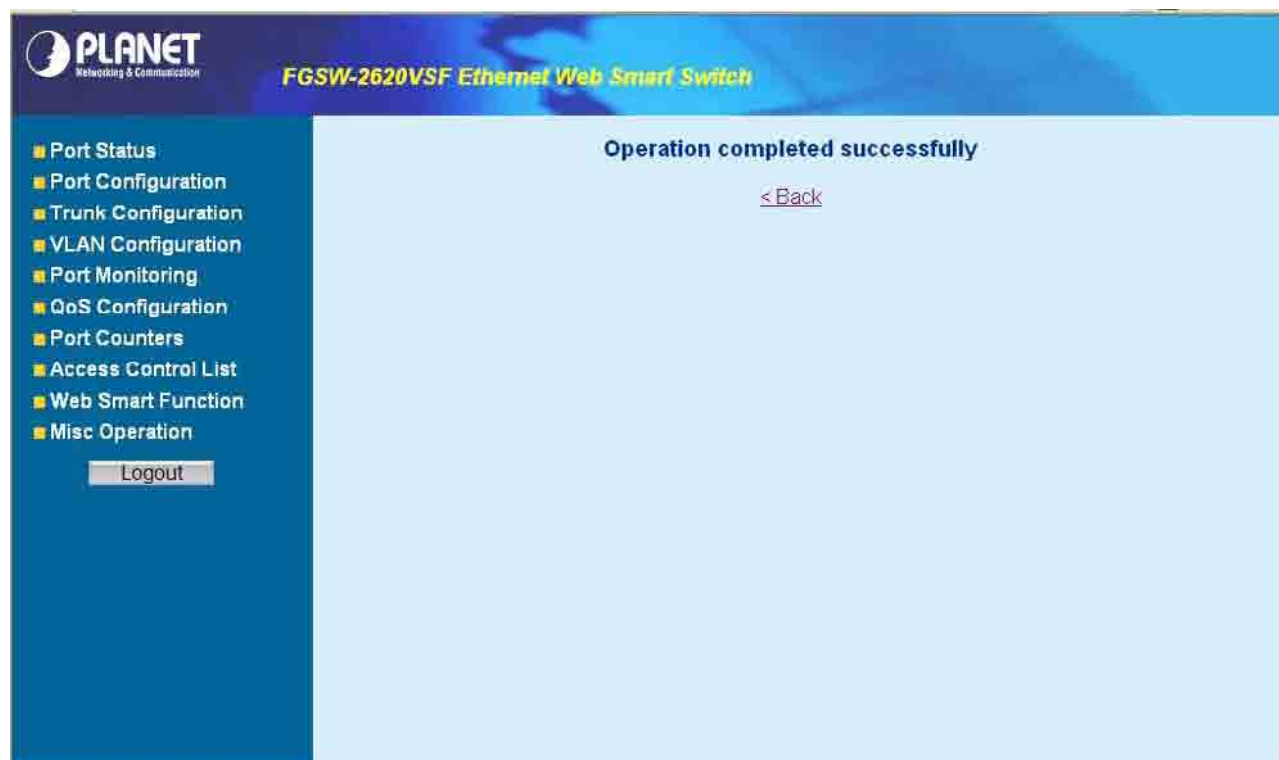 PLANET
Networking & Communication
FGSW-2620VSF Ethernet Web Smart Switch
Port Status
Port Configuration
Trunk Configuration
VLAN Configuration
Port Monitoring
QoS Configuration
Port Counters
Access Control List
Web Smart Function
Misc Operation
Logout
Operation completed successfully
< Back